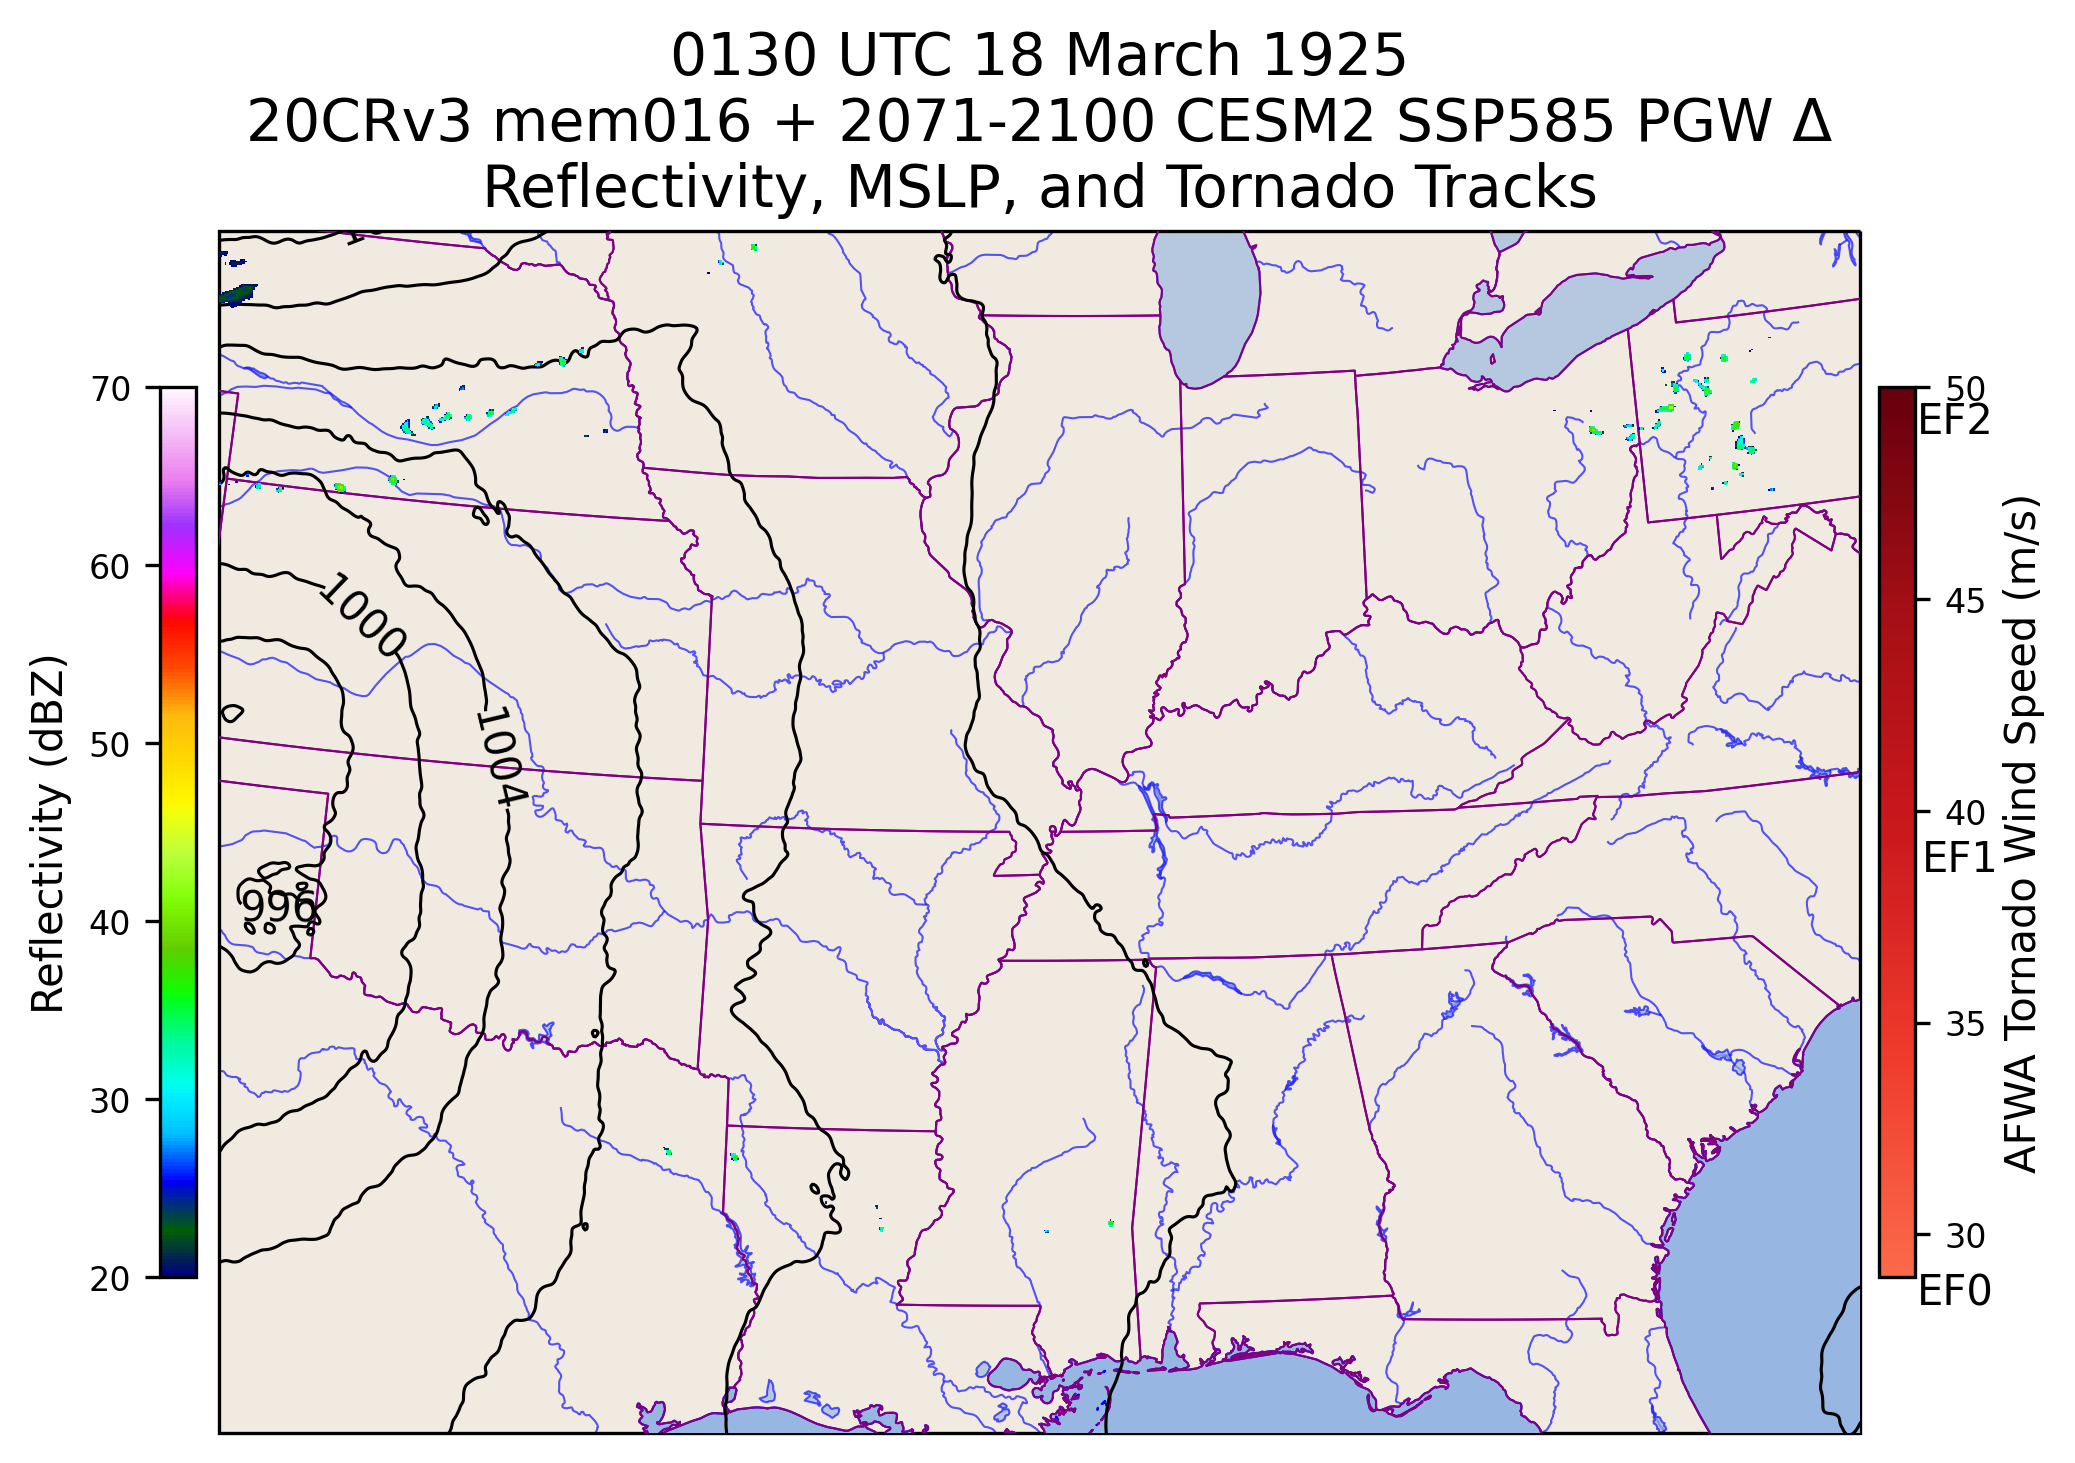 0130 UTC 18 March 1925
20CRv3 mem016 + 2071-2100 CESM2 SSP585 PGW Δ
Reflectivity, MSLP, and Tornado Tracks
70
60
50
40
30
20
Reflectivity (dBZ)
1000
1004
996
50
EF2
45
40
EF1
35
30
EF0
AFWA Tornado Wind Speed (m/s)